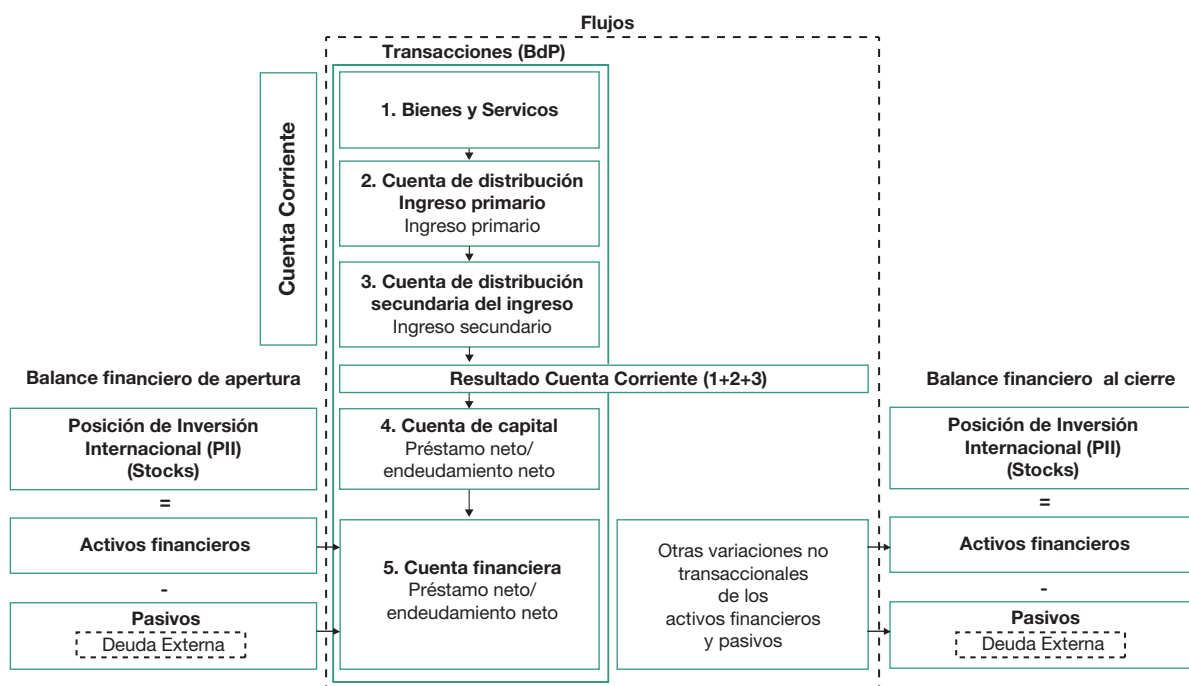 Flujos
Transacciones (BdP)
Cuenta Corriente
1. Bienes y Servicos
2. Cuenta de distribución
Ingreso primario
Ingreso primario
3. Cuenta de distribución
secundaria del ingreso
Ingreso secundario
Resultado Cuenta Corriente (1+2+3)
Balance financiero de apertura
Posición de Inversión
Internacional (PII)
(Stocks)
=
Activos financieros
-
Pasivos
Deuda Externa
4. Cuenta de capital
Préstamo neto/
endeudamiento neto
5. Cuenta financiera
Préstamo neto/
endeudamiento neto
Otras variaciones no
transaccionales
de los
activos financieros
y pasivos
Balance financiero al cierre
Posición de Inversión
Internacional (PII)
(Stocks)
=
Activos financieros
-
Pasivos
Deuda Externa